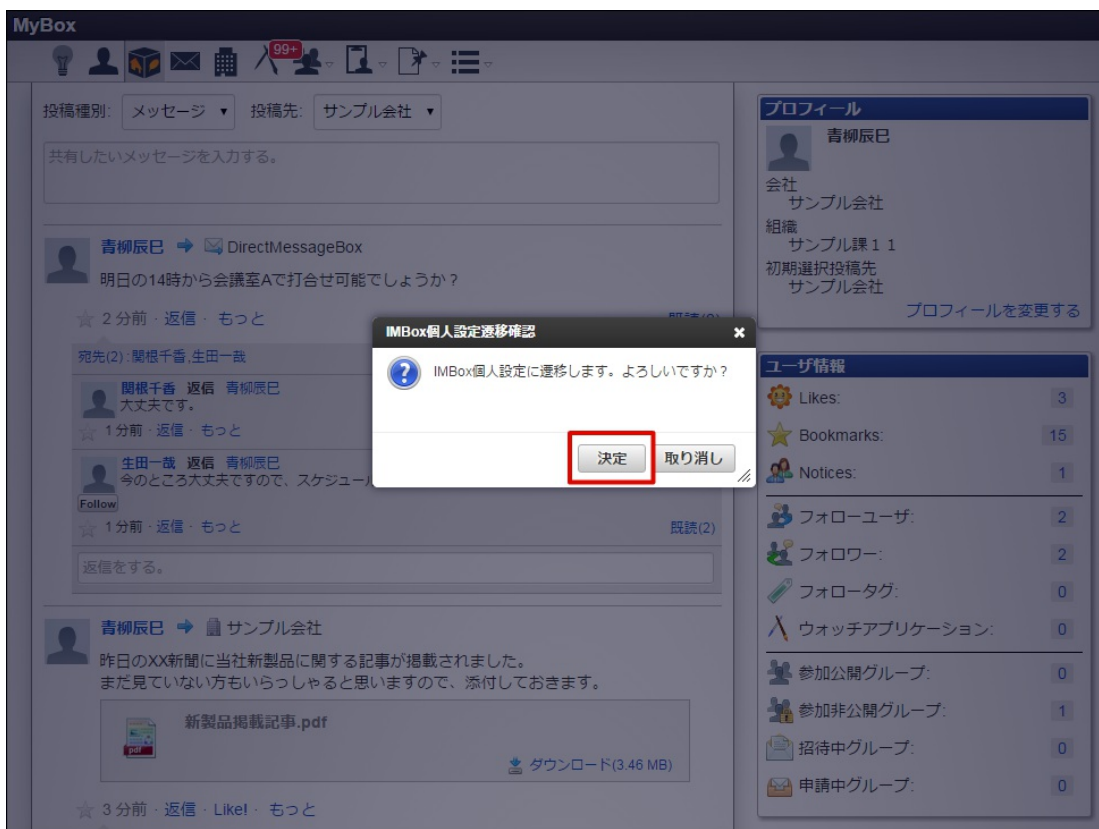 MyBox
99+
投稿種別: メッセージ 投稿先: サンプル会社
共有したいメッセージを入力する。
青柳辰巳 DirectMessageBox
明日の14時から会議室Aで打合せ可能でしょうか？
2 分前 · 返信 · もっと
宛先(2) :関根千香,生田一哉
関根千香 返信 青柳辰巳
大丈夫です。
1 分前 · 返信 · もっと
生田一哉 返信 青柳辰巳
今のところ大丈夫ですので、スケジュール
Follow
1 分前 · 返信 · もっと 既読(2)
返信をする。
青柳辰巳 サンプル会社
昨日のXX新聞に当社新製品に関する記事が掲載されました。
まだ見ていない方もいらっしゃると思いますので、添付しておきます。
pdf
新製品掲載記事.pdf
ダウンロード(3.46 MB)
3 分前 · 返信 · Like! · もっと
IMBox個人設定遷移確認
IMBox個人設定に遷移します。よろしいですか？
決定 取り消し
プロフィール
青柳辰巳
会社
サンプル会社
組織
サンプル課１１
初期選択投稿先
サンプル会社
プロフィールを変更する
ユーザ情報
Likes: 3
Bookmarks: 15
Notices: 1
フォローユーザ: 2
フォロワー: 2
フォロータグ: 0
ウォッチアプリケーション: 0
参加公開グループ: 0
参加非公開グループ: 1
招待中グループ: 0
申請中グループ: 0